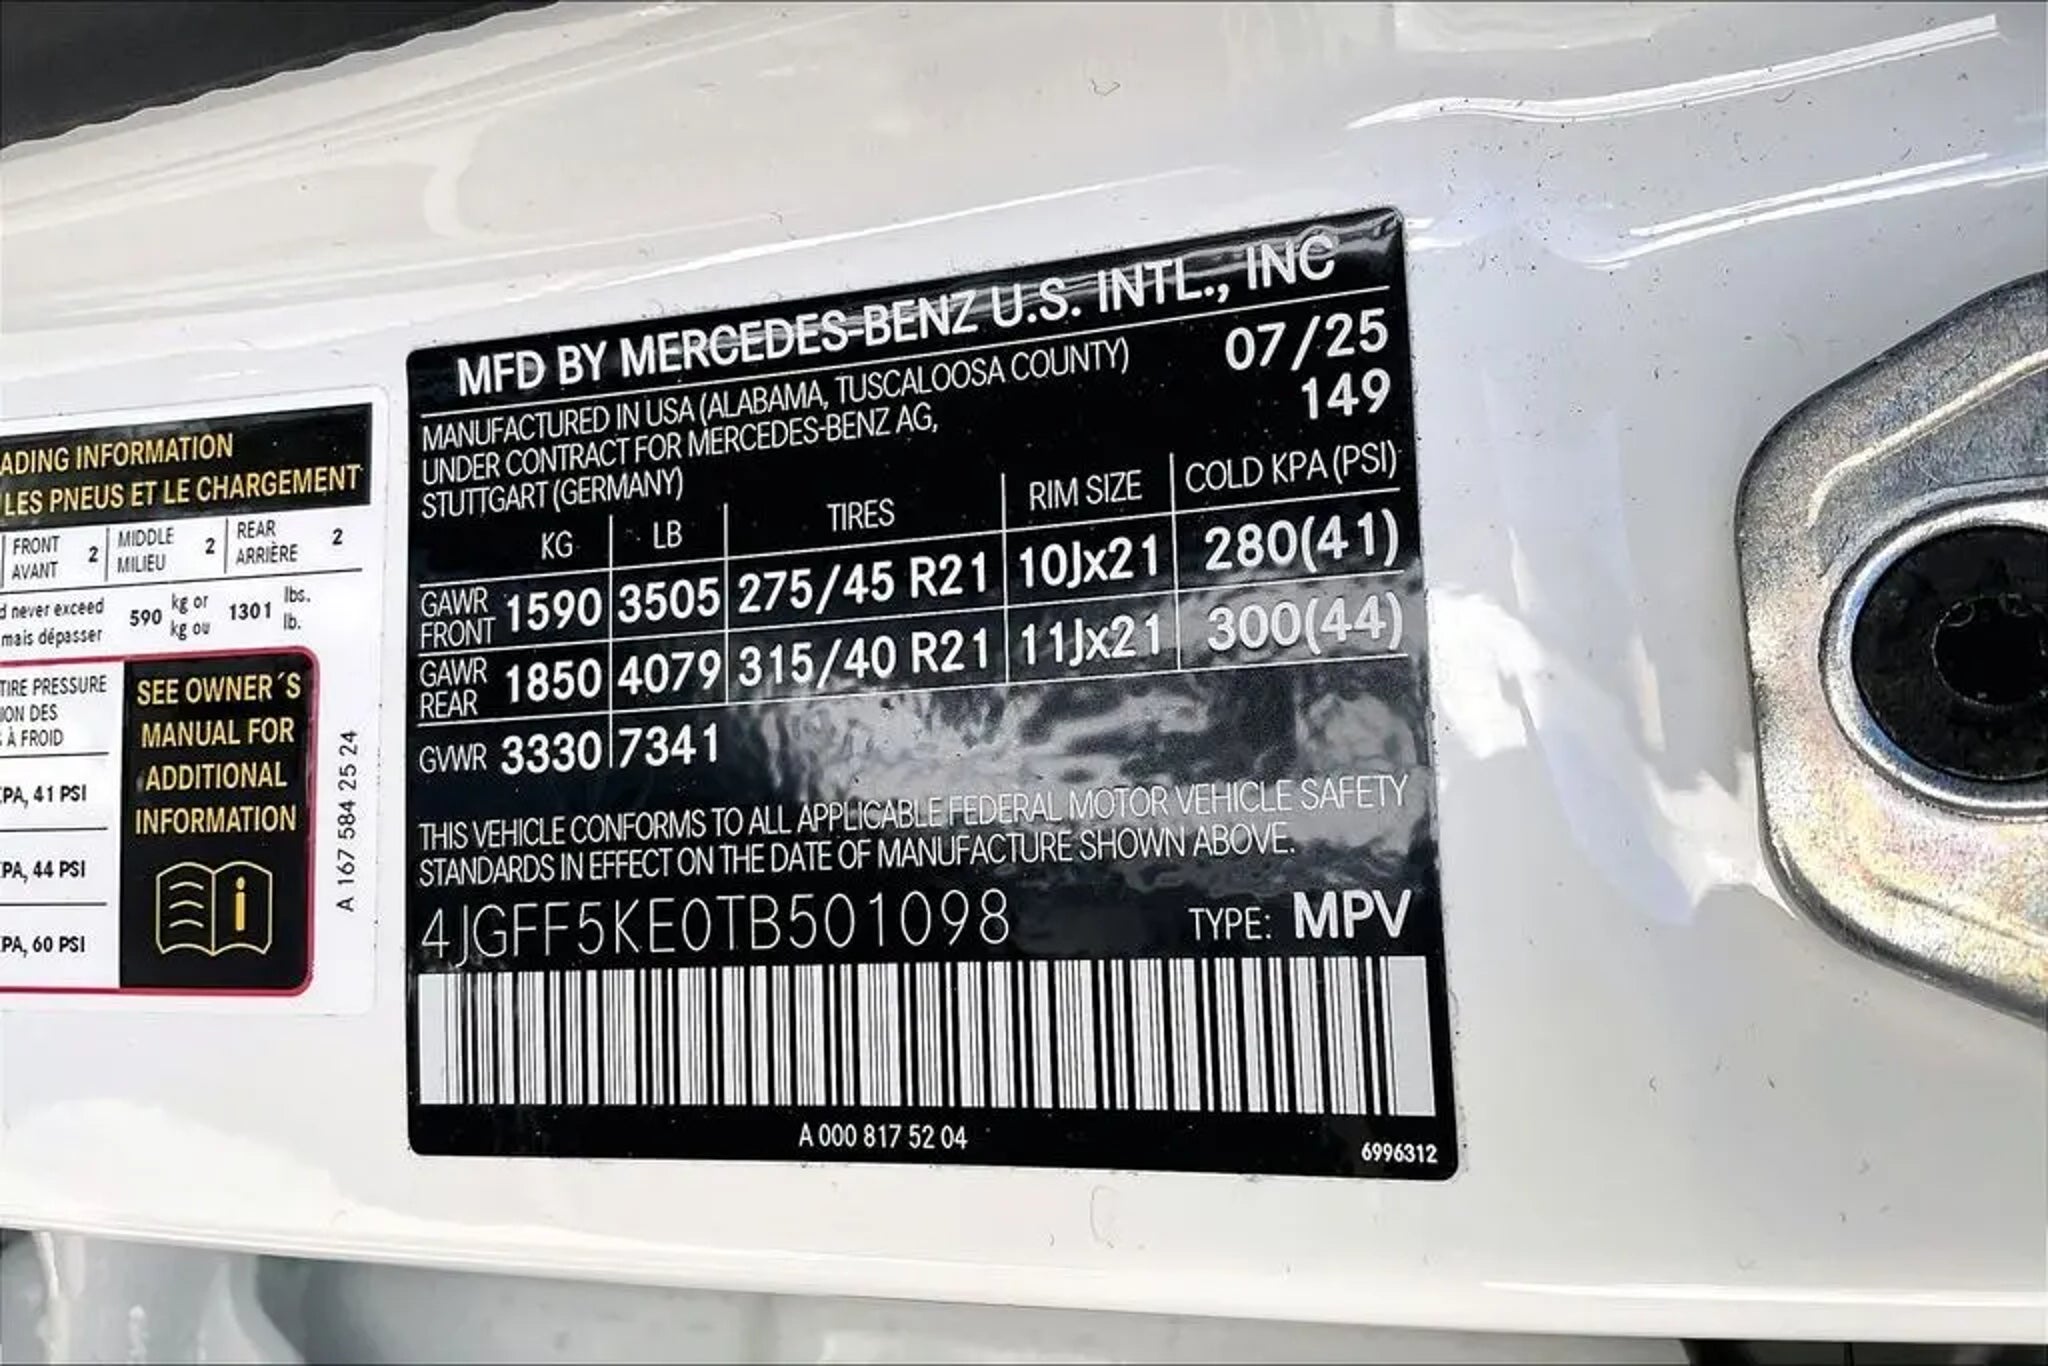 ADING INFORMATION
LES PNEUS ET LE CHARGEMENT
FRONT
AVANT 2
MIDDLE
MILIEU 2
REAR
ARRIÈRE 2
never exceed
mais dépasser
590 kg or
kg ou
1301 lbs.
lb.
TIRE PRESSURE
ION DES
À FROID
PA, 41 PSI
PA, 44 PSI
PA, 60 PSI
SEE OWNER´S
MANUAL FOR
ADDITIONAL
INFORMATION
A 167 584 25 24
MFD BY MERCEDES-BENZ U.S. INTL., INC
MANUFACTURED IN USA (ALABAMA, TUSCALOOSA COUNTY) 07/25
UNDER CONTRACT FOR MERCEDES-BENZ AG, 149
STUTTGART (GERMANY)
KG LB TIRES RIM SIZE COLD KPA (PSI)
GAWR FRONT 1590 3505 275/45 R21 10Jx21 280(41)
GAWR REAR 1850 4079 315/40 R21 11Jx21 300(44)
GVWR 3330 7341
THIS VEHICLE CONFORMS TO ALL APPLICABLE FEDERAL MOTOR VEHICLE SAFETY
STANDARDS IN EFFECT ON THE DATE OF MANUFACTURE SHOWN ABOVE.
4JGFF5KE0TB501098 TYPE: MPV
A 000 817 52 04
6996312